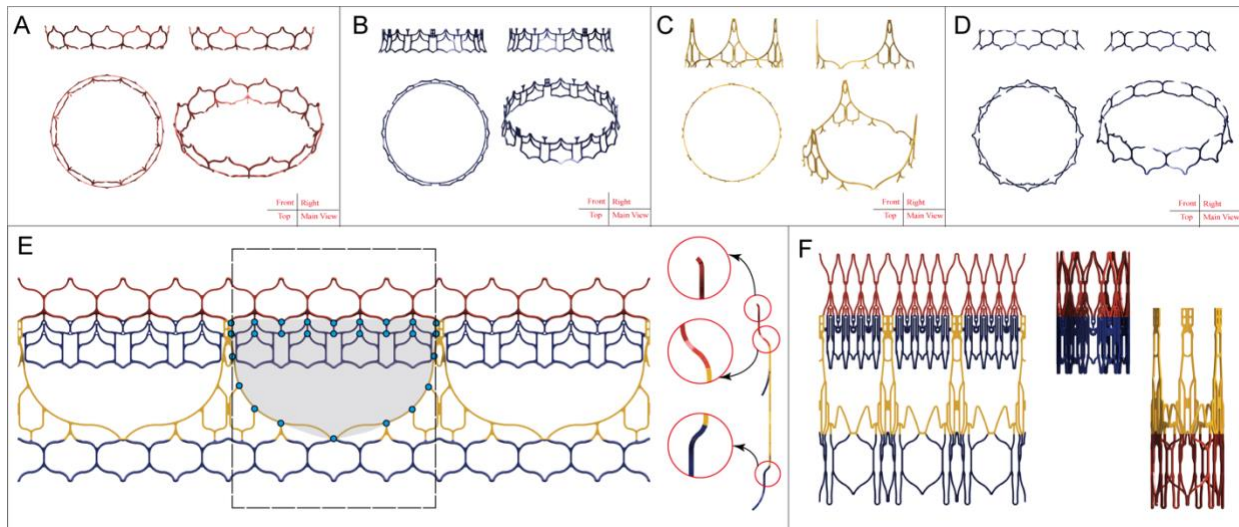 A
B
C
D
Front Right
Top Main View
Front Right
Top Main View
Front Right
Top Main View
Front Right
Top Main View
E
F